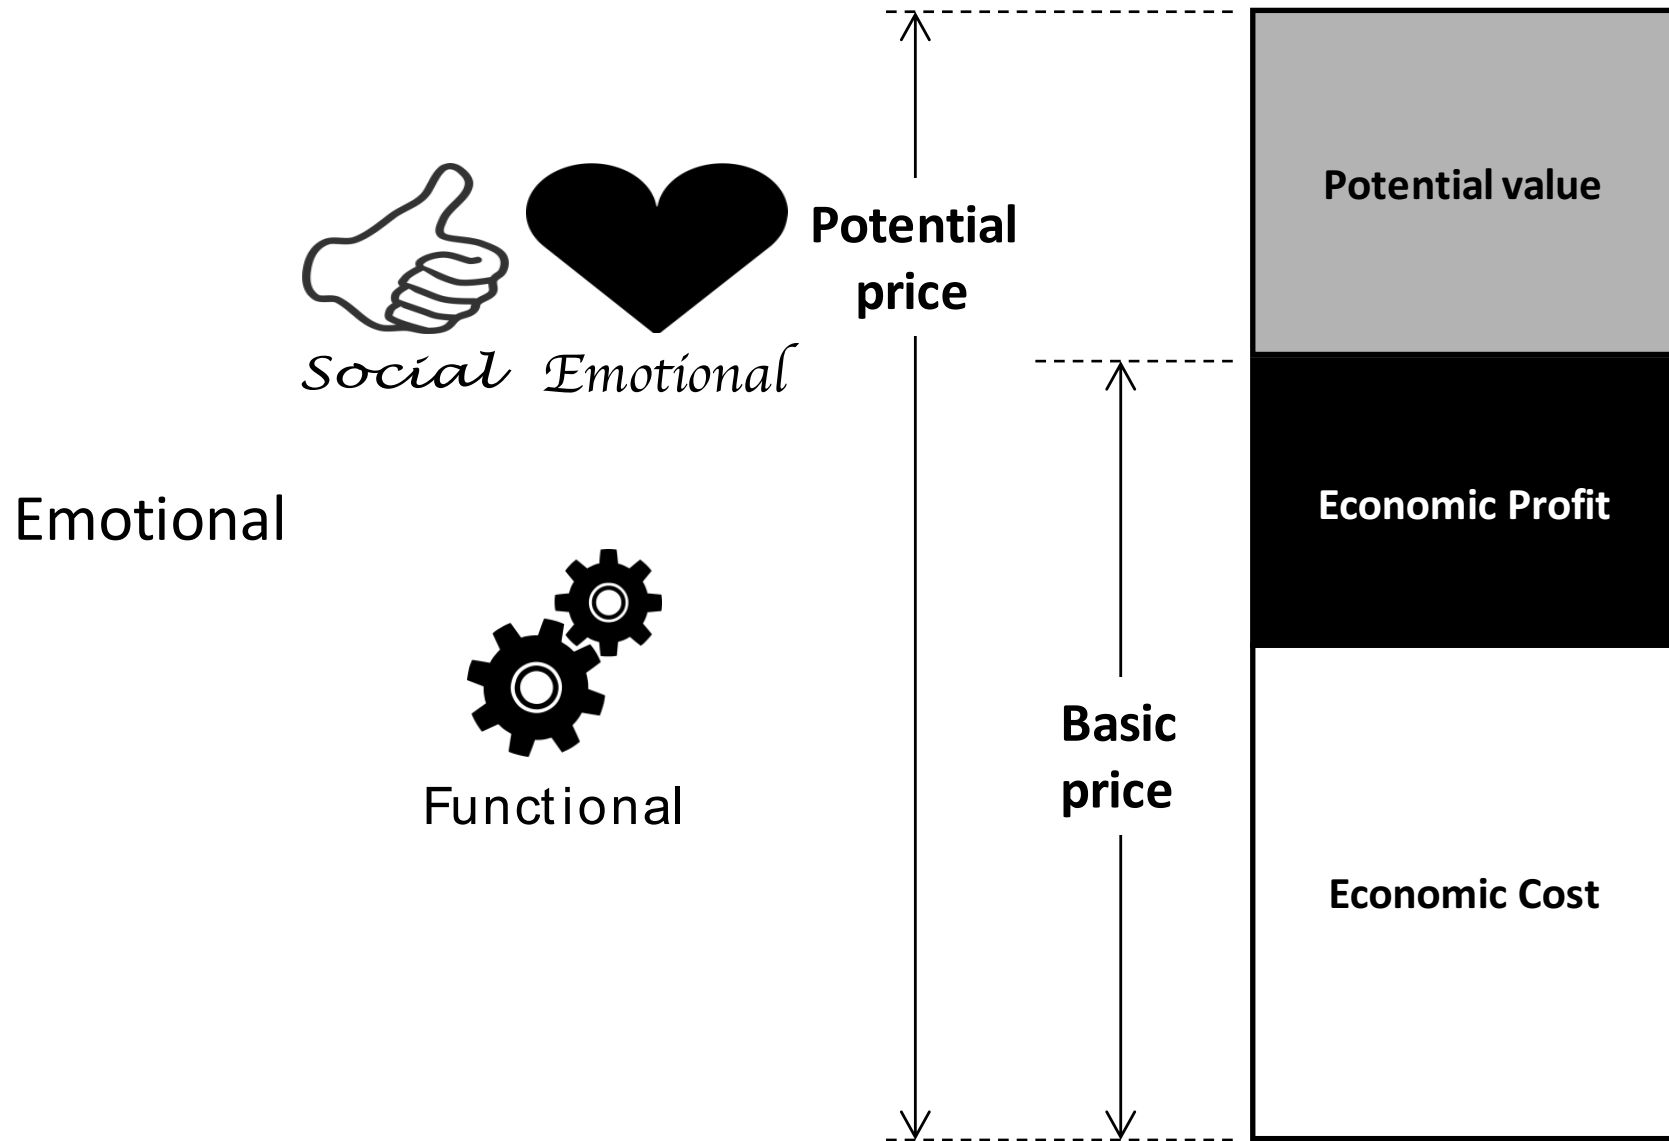 Potential value
Potential
price
Social
Emotional
Economic Profit
Emotional
Basic
price
Functional
Economic Cost